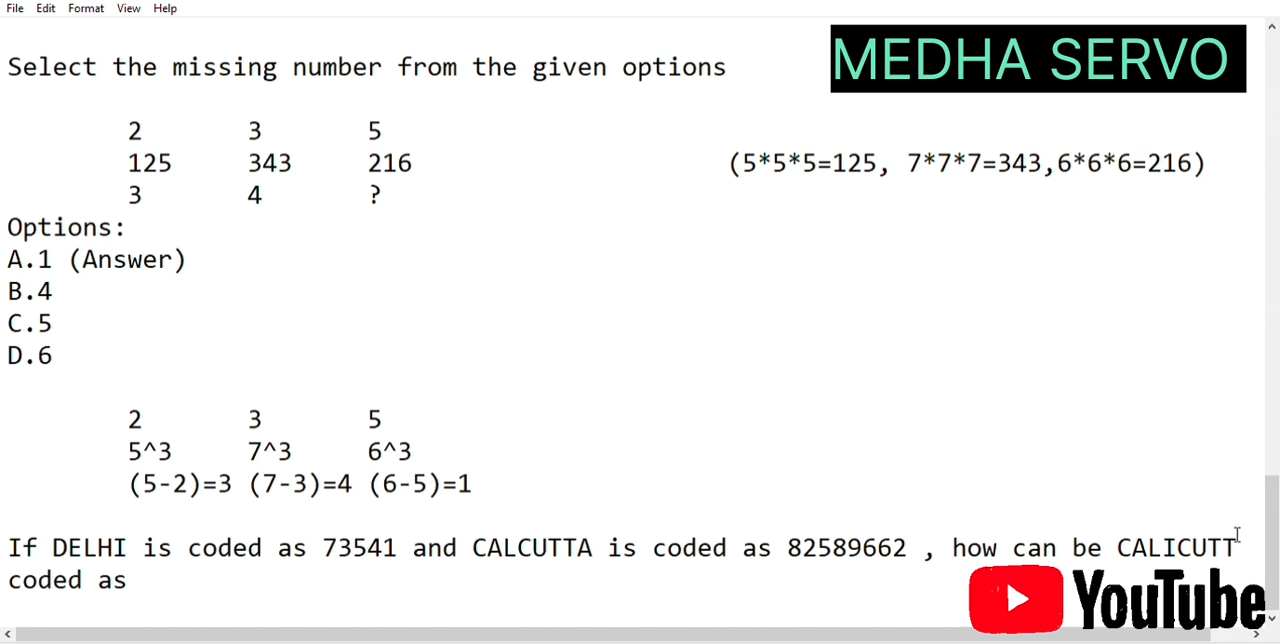 File Edit Format View Help
MEDHA SERVO
Select the missing number from the given options
2 3 5
125 343 216 (5*5*5=125, 7*7*7=343,6*6*6=216)
3 4 ?
Options:
A.1 (Answer)
B.4
C.5
D.6
2 3 5
5^3 7^3 6^3
(5-2)=3 (7-3)=4 (6-5)=1
If DELHI is coded as 73541 and CALCUTTA is coded as 82589662 , how can be CALICUTT
coded as
YouTube